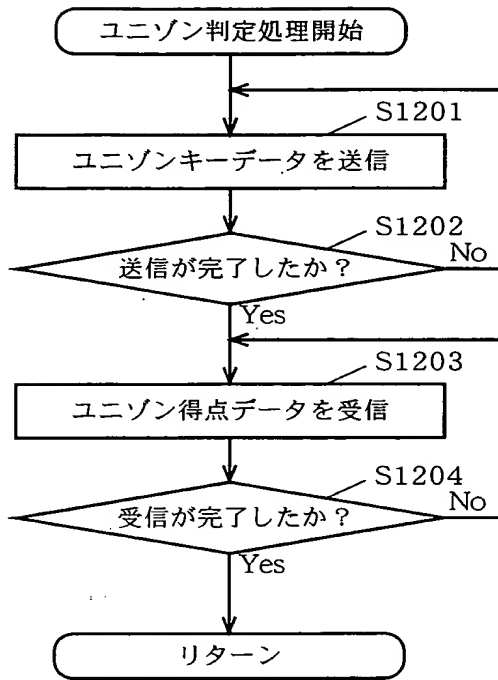 ユニゾン判定処理開始
S1201
ユニゾンキーデータを送信
S1202
送信が完了したか？
No
Yes
S1203
ユニゾン得点データを受信
S1204
受信が完了したか？
No
Yes
リターン